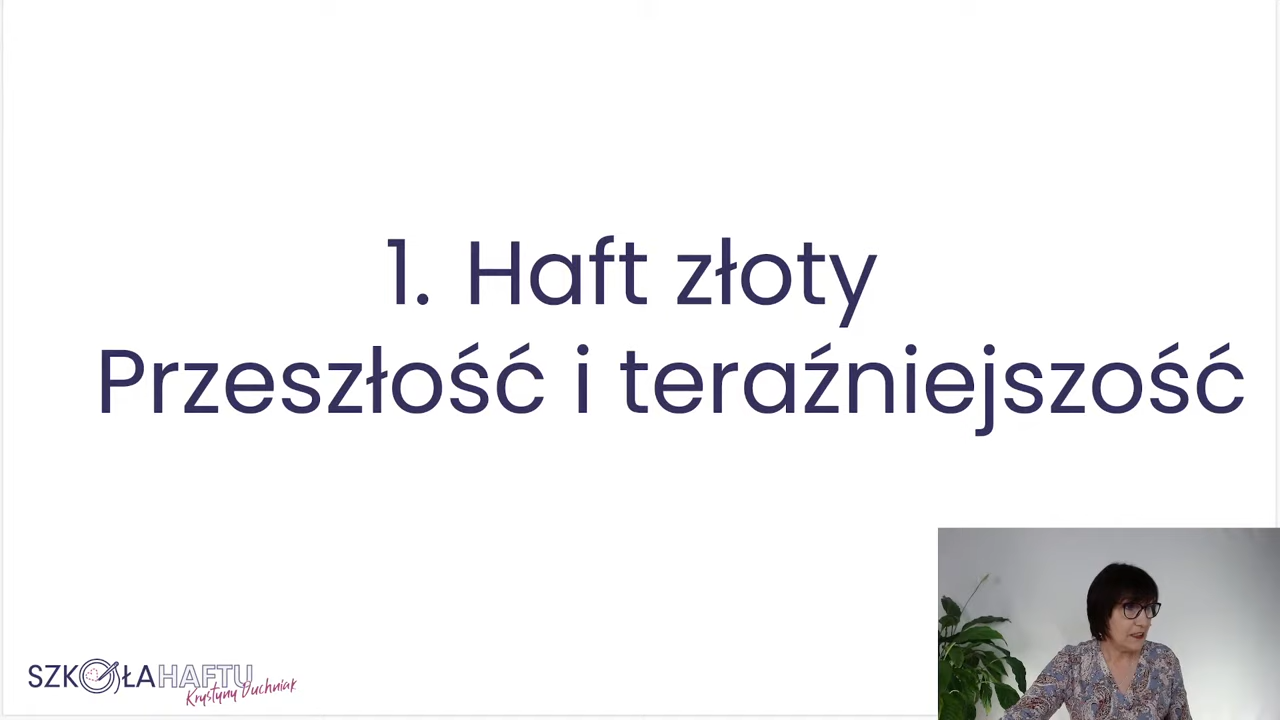 1. Haft złoty
Przeszłość i teraźniejszość
SZKOŁAHAFTU
Krystyny Duchniak